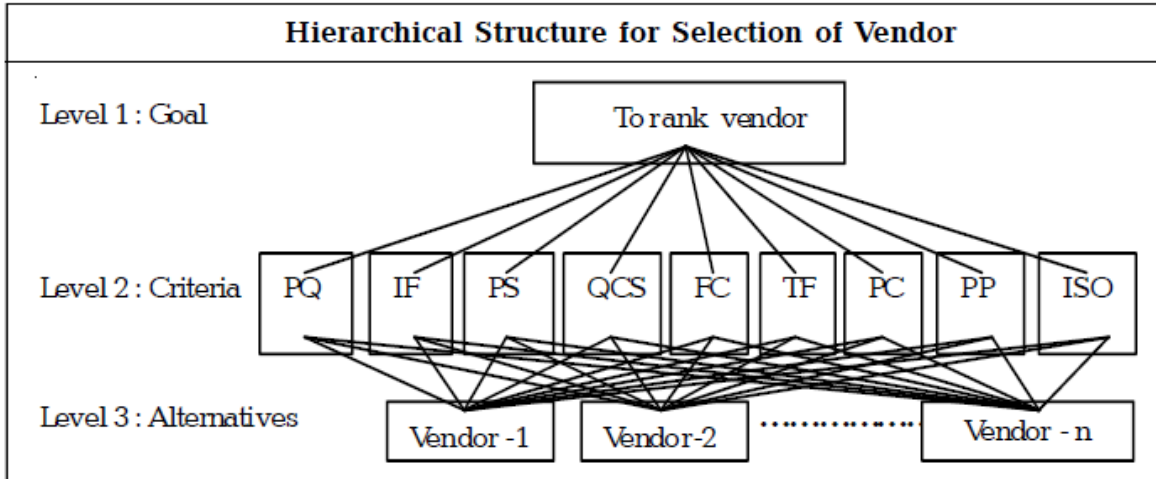 Hierarchical Structure for Selection of Vendor
Level 1 : Goal
To rank vendor
Level 2 : Criteria PQ IF PS QCS FC TF PC PP ISO
Level 3 : Alternatives Vendor -1 Vendor-2 ……………… Vendor - n